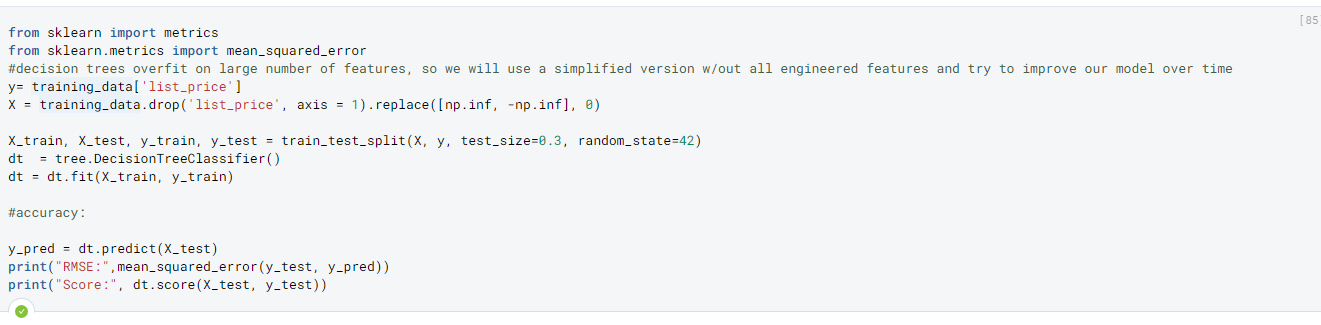 [85
from sklearn import metrics
from sklearn.metrics import mean_squared_error
#decision trees overfit on large number of features, so we will use a simplified version w/out all engineered features and try to improve our model over time
y= training_data['list_price']
X = training_data.drop('list_price', axis = 1).replace([np.inf, -np.inf], 0)
X_train, X_test, y_train, y_test = train_test_split(X, y, test_size=0.3, random_state=42)
dt  = tree.DecisionTreeClassifier()
dt = dt.fit(X_train, y_train)
#accuracy:
y_pred = dt.predict(X_test)
print("RMSE:",mean_squared_error(y_test, y_pred))
print("Score:", dt.score(X_test, y_test))